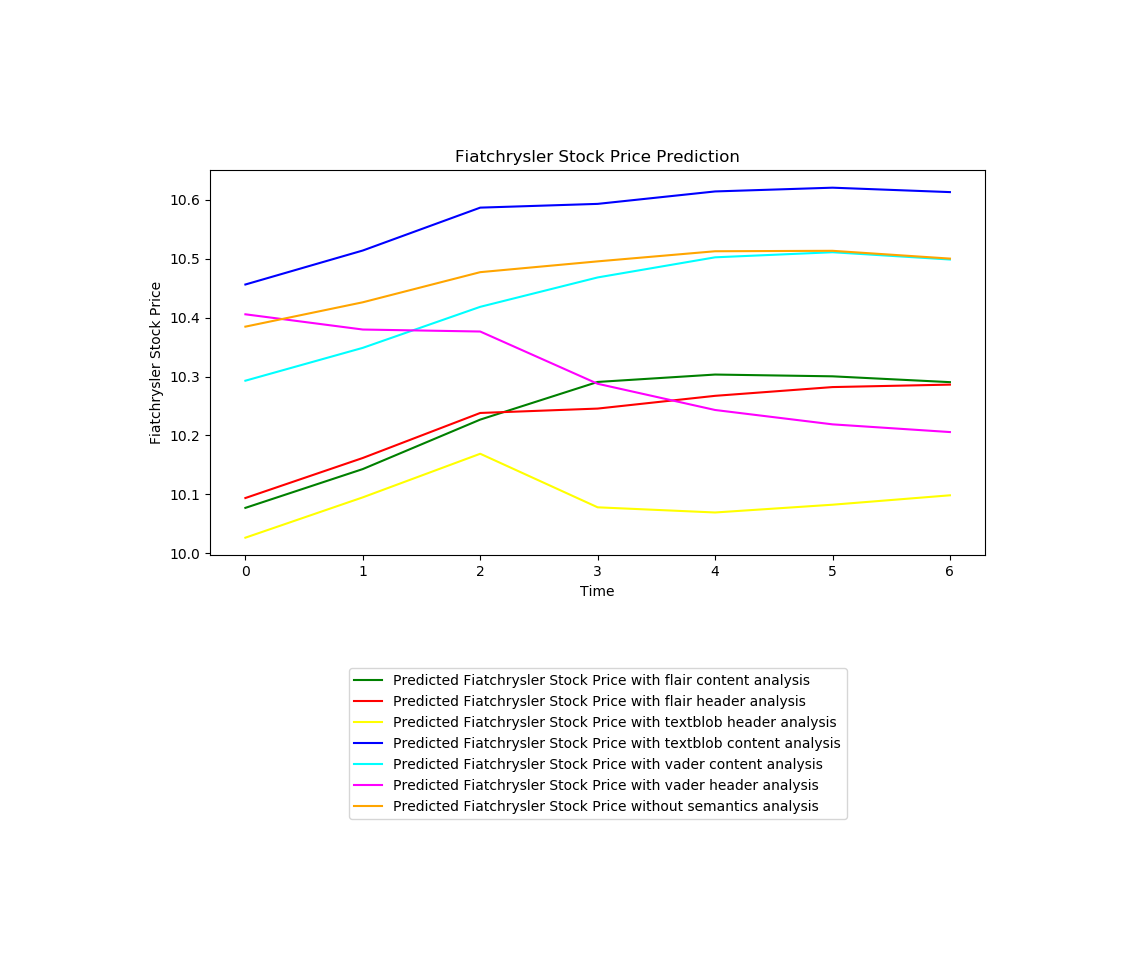 Fiatchrysler Stock Price Prediction
Fiatchrysler Stock Price
10.6
10.5
10.4
10.3
10.2
10.1
10.0
0 1 2 3 4 5 6
Time
Predicted Fiatchrysler Stock Price with flair content analysis
Predicted Fiatchrysler Stock Price with flair header analysis
Predicted Fiatchrysler Stock Price with textblob header analysis
Predicted Fiatchrysler Stock Price with textblob content analysis
Predicted Fiatchrysler Stock Price with vader content analysis
Predicted Fiatchrysler Stock Price with vader header analysis
Predicted Fiatchrysler Stock Price without semantics analysis